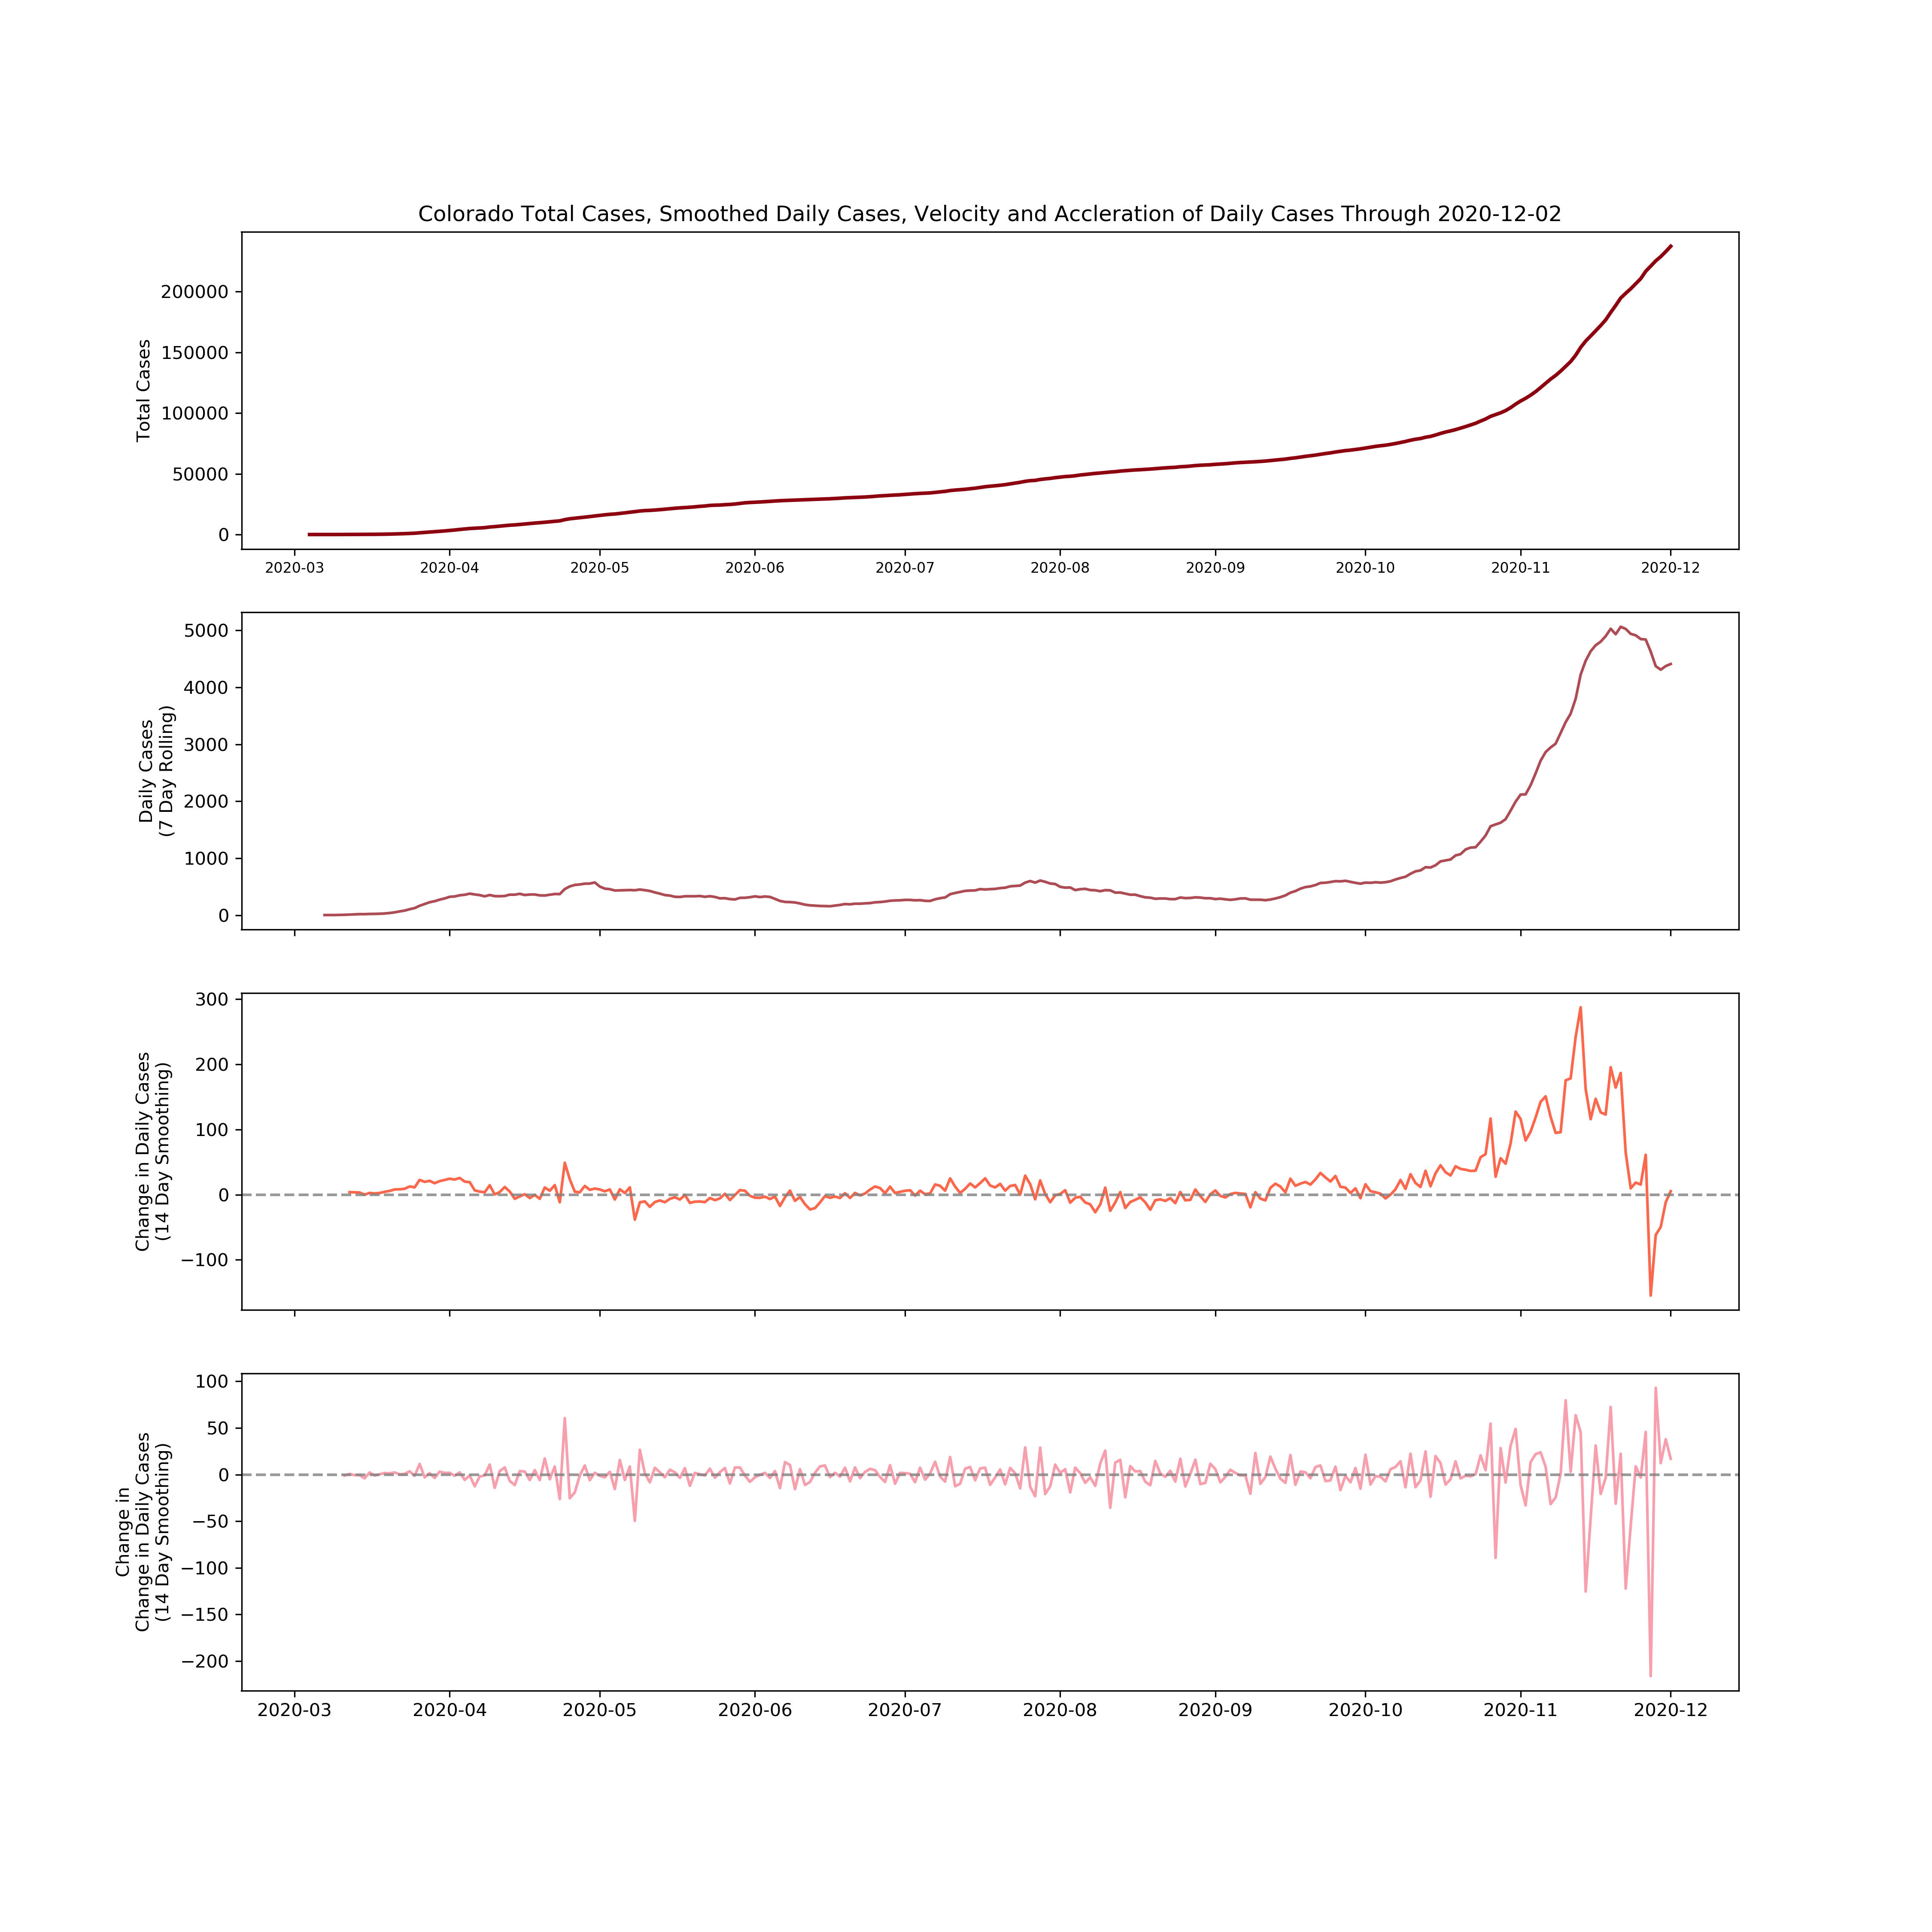 Colorado Total Cases, Smoothed Daily Cases, Velocity and Accleration of Daily Cases Through 2020-12-02
Total Cases
200000
150000
100000
50000
0
2020-03 2020-04 2020-05 2020-06 2020-07 2020-08 2020-09 2020-10 2020-11 2020-12
Daily Cases
(7 Day Rolling)
5000
4000
3000
2000
1000
0
Change in Daily Cases
(14 Day Smoothing)
300
200
100
0
−100
Change in
Change in Daily Cases
(14 Day Smoothing)
100
50
0
−50
−100
−150
−200
2020-03 2020-04 2020-05 2020-06 2020-07 2020-08 2020-09 2020-10 2020-11 2020-12